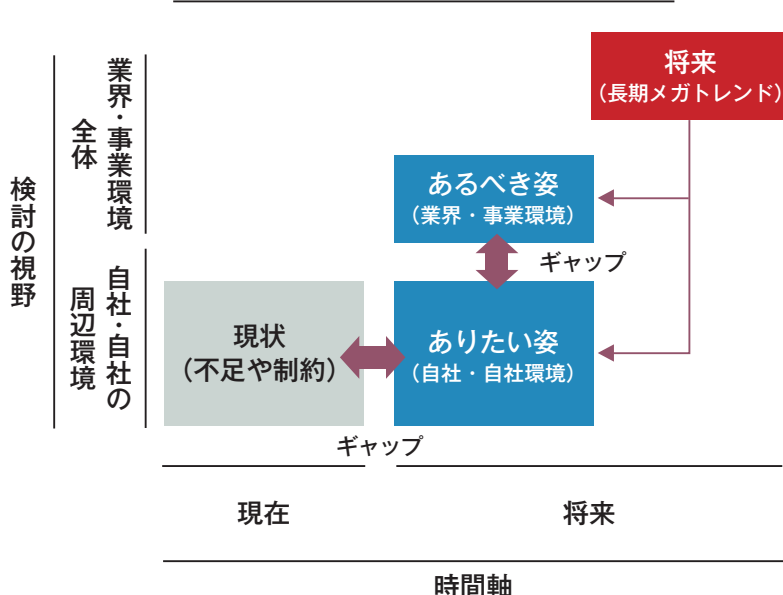 将来
（長期メガトレンド）
業界・事業環境
全体
あるべき姿
（業界・事業環境）
検討の視野
ギャップ
自社・自社の
周辺環境
現状
（不足や制約）
ありたい姿
（自社・自社環境）
ギャップ
現在
将来
時間軸